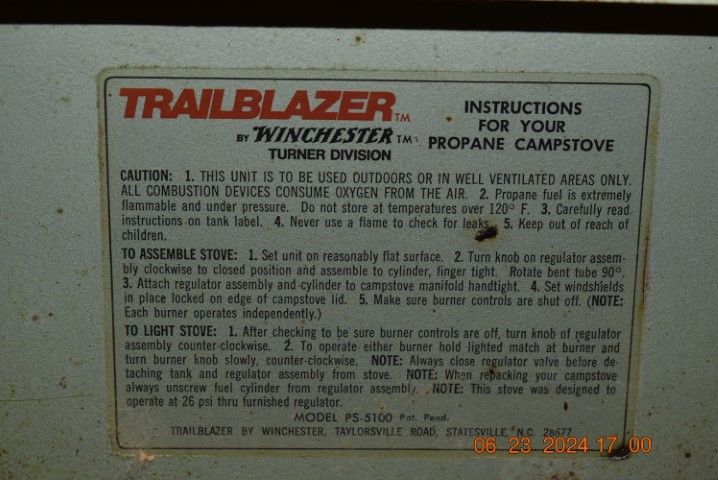 TRAILBLAZER TM
BY WINCHESTER TM
TURNER DIVISION
INSTRUCTIONS
FOR YOUR
PROPANE CAMPSTOVE
CAUTION: 1. THIS UNIT IS TO BE USED OUTDOORS OR IN WELL VENTILATED AREAS ONLY.
ALL COMBUSTION DEVICES CONSUME OXYGEN FROM THE AIR. 2. Propane fuel is extremely
flammable and under pressure. Do not store at temperatures over 120° F. 3. Carefully read
instructions on tank label. 4. Never use a flame to check for leaks. 5. Keep out of reach of
children.
TO ASSEMBLE STOVE: 1. Set unit on reasonably flat surface. 2. Turn knob on regulator assem-
bly clockwise to closed position and assemble to cylinder, finger tight. Rotate bent tube 90°.
3. Attach regulator assembly and cylinder to campstove manifold handtight. 4. Set windshields
in place locked on edge of campstove lid. 5. Make sure burner controls are shut off. (NOTE:
Each burner operates independently.)
TO LIGHT STOVE: 1. After checking to be sure burner controls are off, turn knob of regulator
assembly counter-clockwise. 2. To operate either burner hold lighted match at burner and
turn burner knob slowly, counter-clockwise. NOTE: Always close regulator valve before de-
taching tank and regulator assembly from stove. NOTE: When repacking your campstove
always unscrew fuel cylinder from regulator assembly. NOTE: This stove was designed to
operate at 26 psi thru furnished regulator.
MODEL PS-5100 Pat. Pend.
TRAILBLAZER BY WINCHESTER, TAYLORSVILLE ROAD, STATESVILLE, N.C. 28677
06 23 2024 17 00